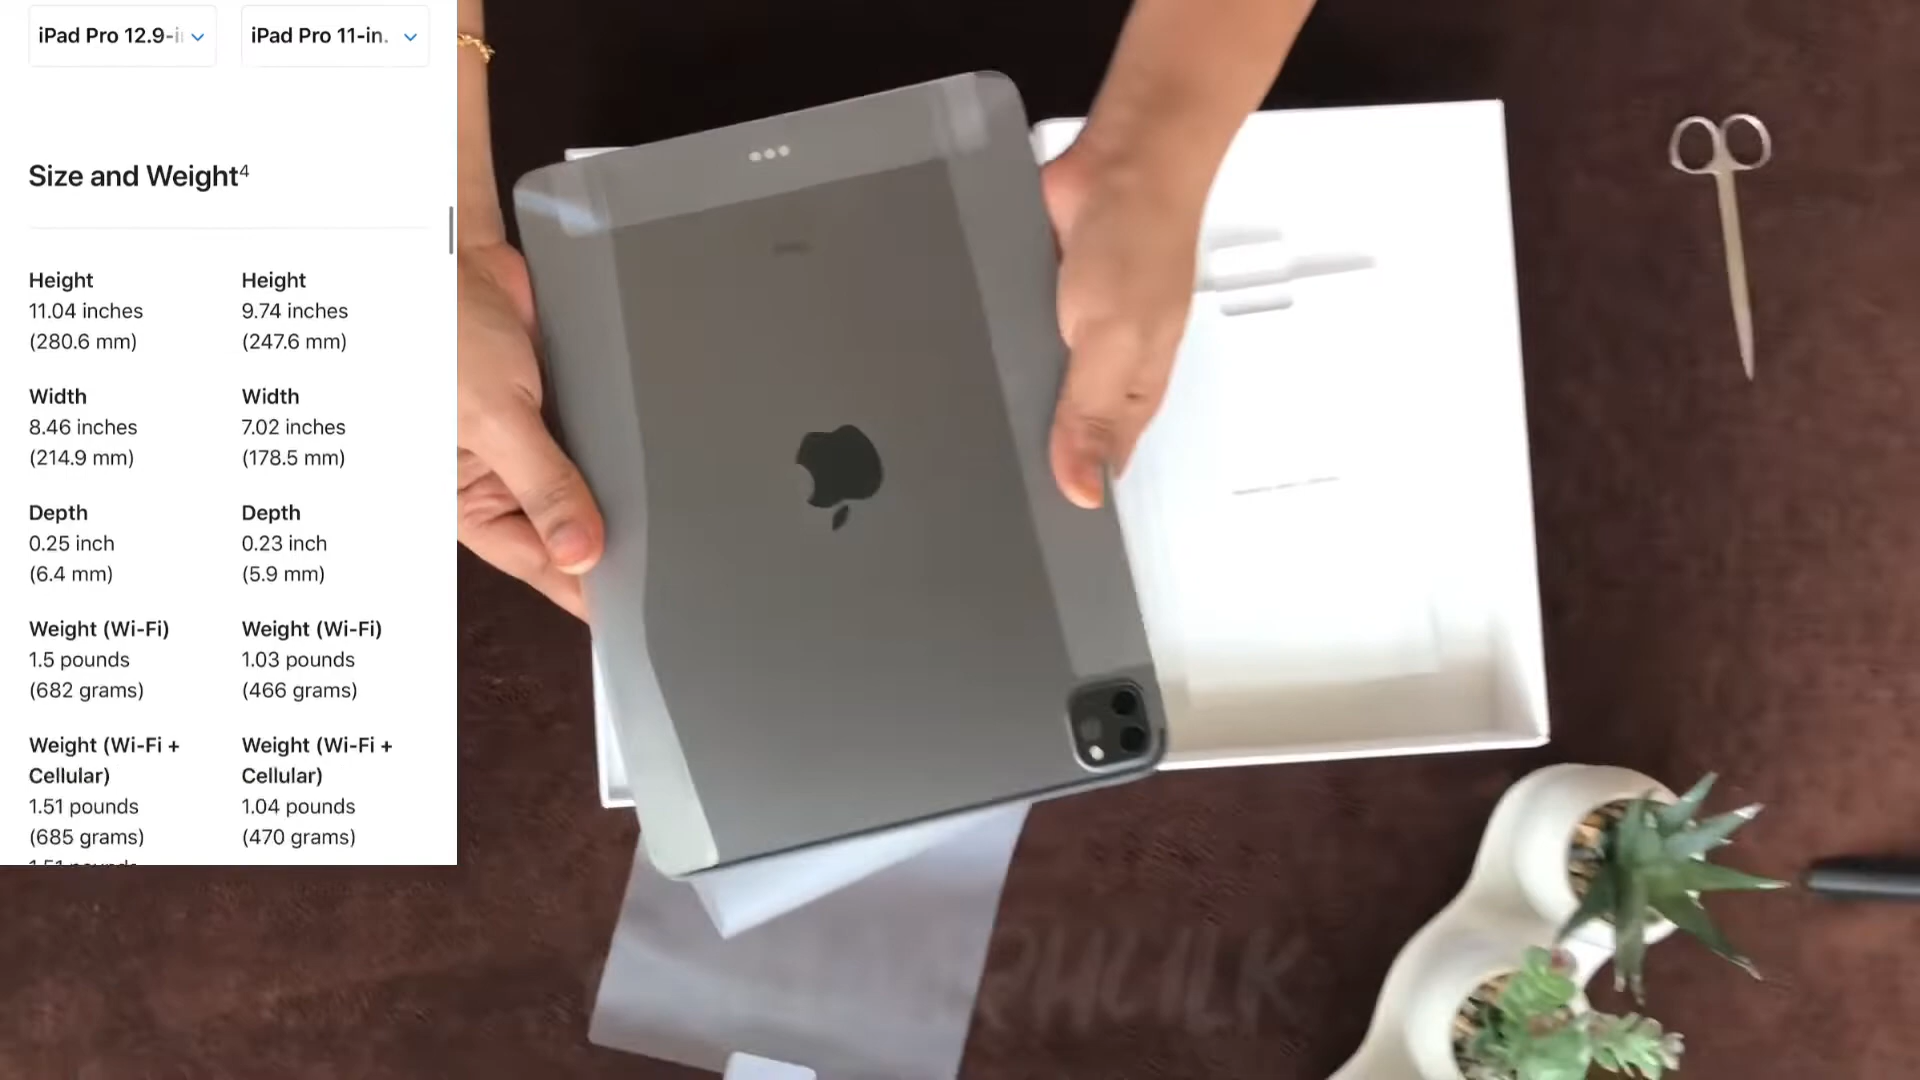 iPad Pro 12.9-i
iPad Pro 11-in.
Size and Weight⁴
Height
11.04 inches
(280.6 mm)
Height
9.74 inches
(247.6 mm)
Width
8.46 inches
(214.9 mm)
Width
7.02 inches
(178.5 mm)
Depth
0.25 inch
(6.4 mm)
Depth
0.23 inch
(5.9 mm)
Weight (Wi-Fi)
1.5 pounds
(682 grams)
Weight (Wi-Fi)
1.03 pounds
(466 grams)
Weight (Wi-Fi +
Cellular)
1.51 pounds
(685 grams)
1.51 pounds
Weight (Wi-Fi +
Cellular)
1.04 pounds
(470 grams)